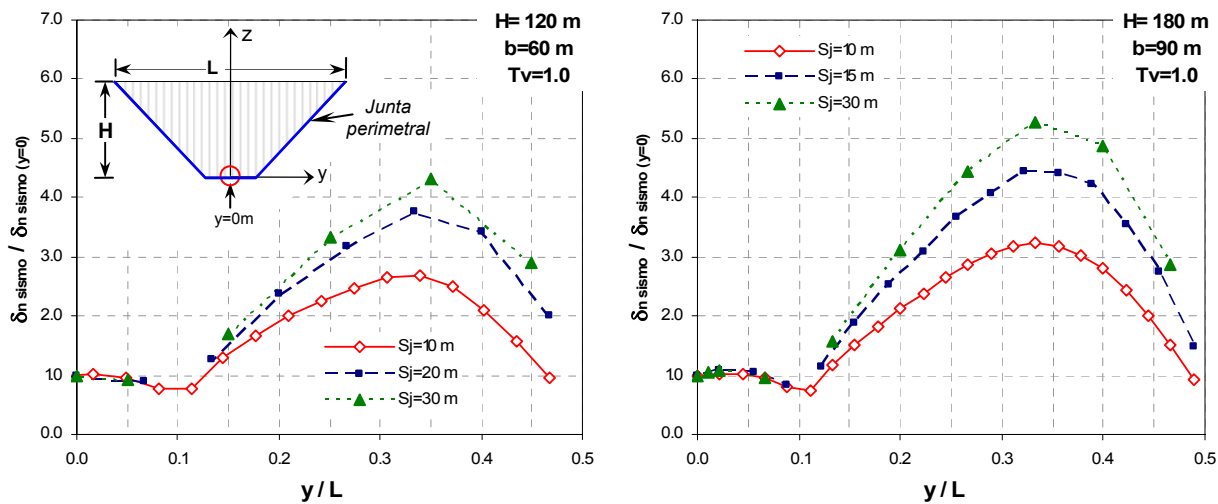 7.0
6.0
5.0
4.0
3.0
2.0
1.0
0.0
δn sismo / δn sismo (y=0)
H= 120 m
b=60 m
Tv=1.0
z
L
H
Junta
perimetral
y
y=0m
Sj=10 m
Sj=20 m
Sj=30 m
0.0 0.1 0.2 0.3 0.4 0.5
y / L
7.0
6.0
5.0
4.0
3.0
2.0
1.0
0.0
δn sismo / δn sismo (y=0)
H= 180 m
b=90 m
Tv=1.0
Sj=10 m
Sj=15 m
Sj=30 m
0.0 0.1 0.2 0.3 0.4 0.5
y / L